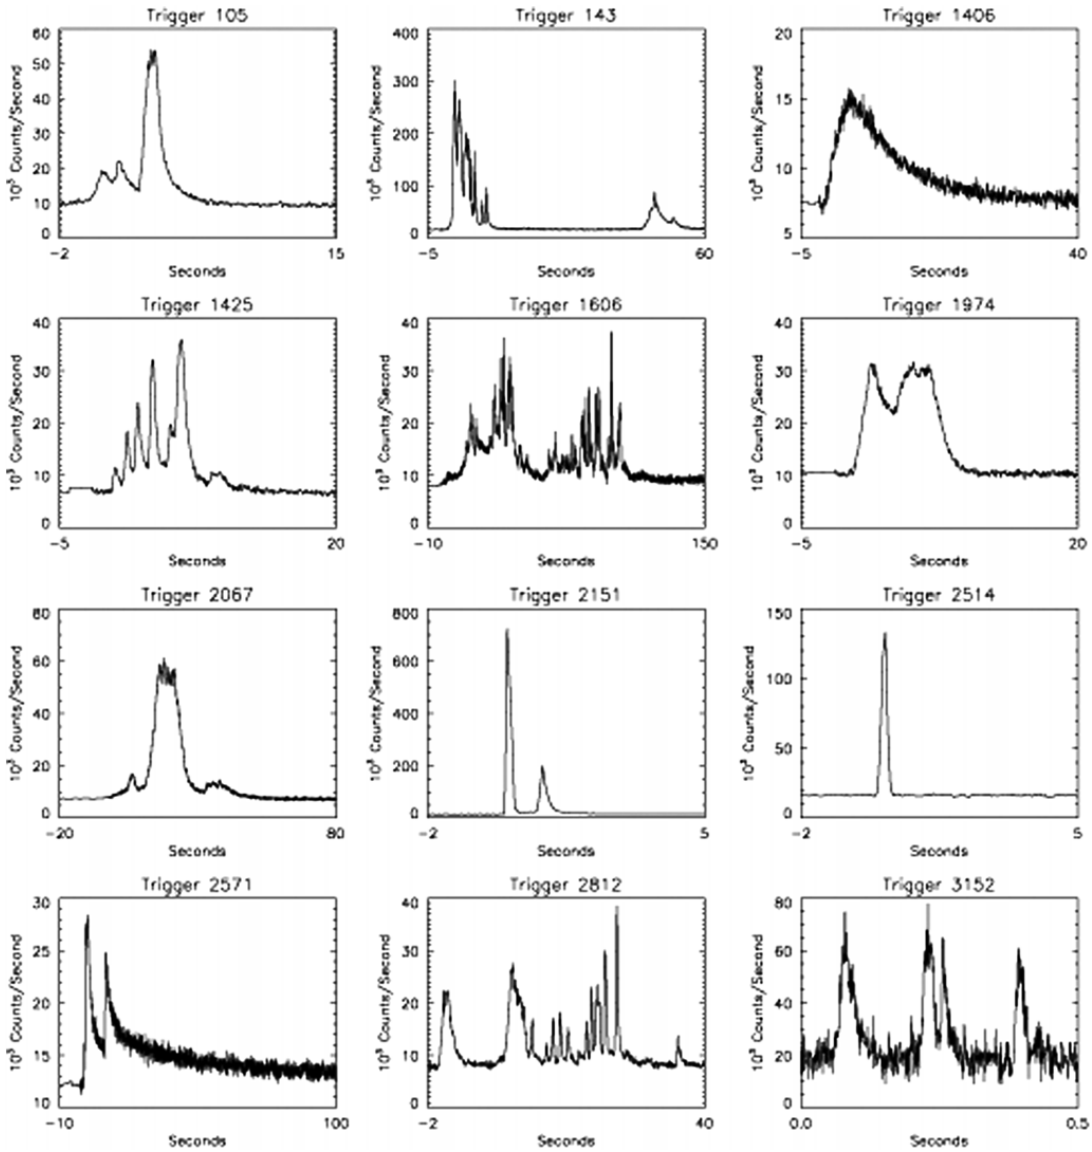 Trigger 105 Trigger 143 Trigger 1406
60 400 20
50
40 300 15
30 200
20 10
10 100
0 0 5
10³ Counts/Second 10³ Counts/Second 10³ Counts/Second
-2 15 -5 60 -5 40
Seconds Seconds Seconds
Trigger 1425 Trigger 1606 Trigger 1974
40 40 40
30 30 30
20 20 20
10 10 10
0 0 0
10³ Counts/Second 10³ Counts/Second 10³ Counts/Second
-5 20 -10 150 -5 20
Seconds Seconds Seconds
Trigger 2067 Trigger 2151 Trigger 2514
80 800 150
60 600 100
40 400
20 200 50
0 0 0
10³ Counts/Second 10³ Counts/Second 10³ Counts/Second
-20 80 -2 5 -2 5
Seconds Seconds Seconds
Trigger 2571 Trigger 2812 Trigger 3152
30 40 80
25 30 60
20 20 40
15 10 20
10 0 0
10³ Counts/Second 10³ Counts/Second 10³ Counts/Second
-10 100 -2 40 0.0 0.5
Seconds Seconds Seconds